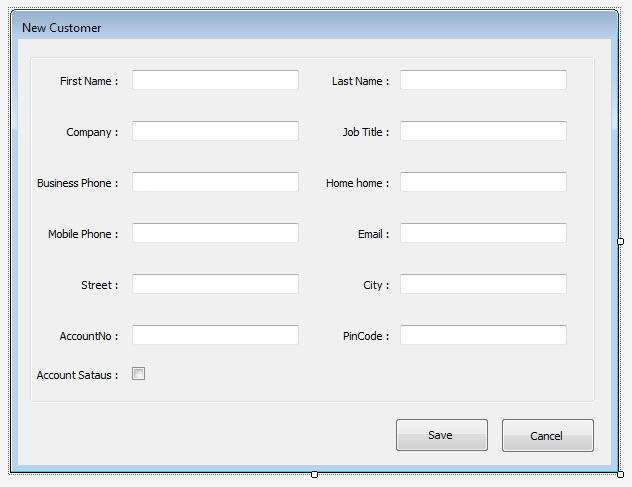 New Customer
First Name :
Last Name :
Company :
Job Title :
Business Phone :
Home home :
Mobile Phone :
Email :
Street :
City :
AccountNo :
PinCode :
Account Sataus :
Save
Cancel